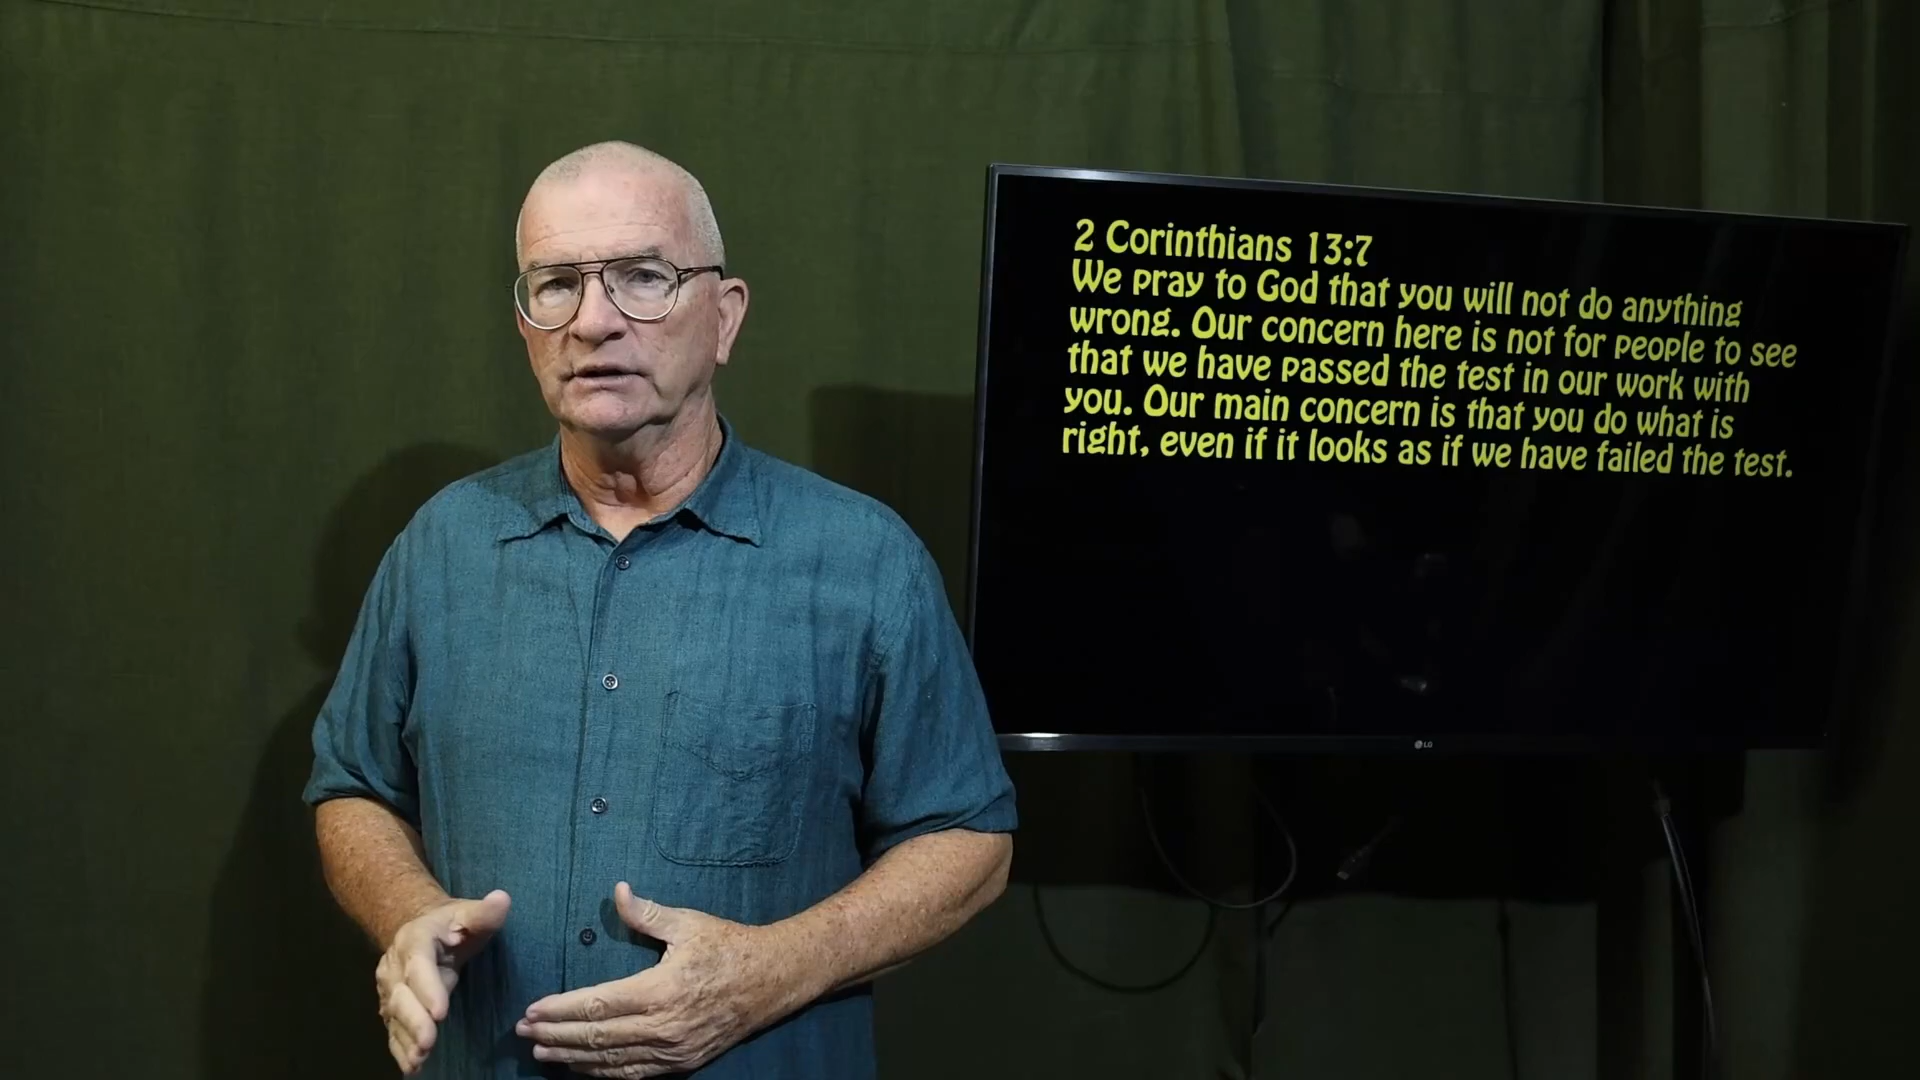 2 Corinthians 13:7
We pray to God that you will not do anything
wrong. Our concern here is not for people to see
that we have passed the test in our work with
you. Our main concern is that you do what is
right, even if it looks as if we have failed the test.
LG